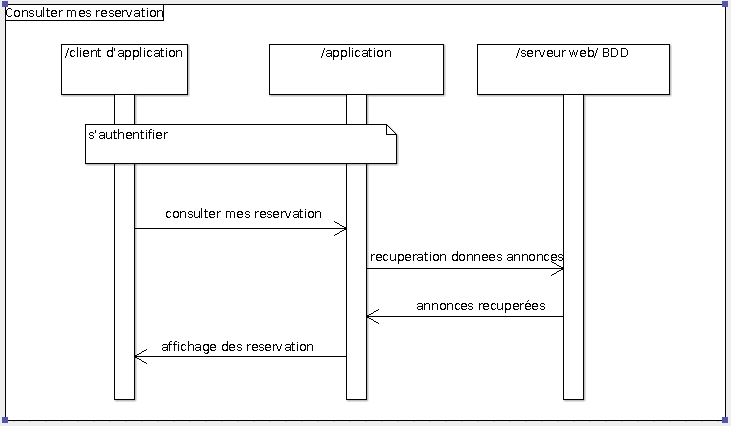 Consulter mes reservation
/client d'application
/application
/serveur web/ BDD
s'authentifier
consulter mes reservation
recuperation donnees annonces
annonces recuperées
affichage des reservation